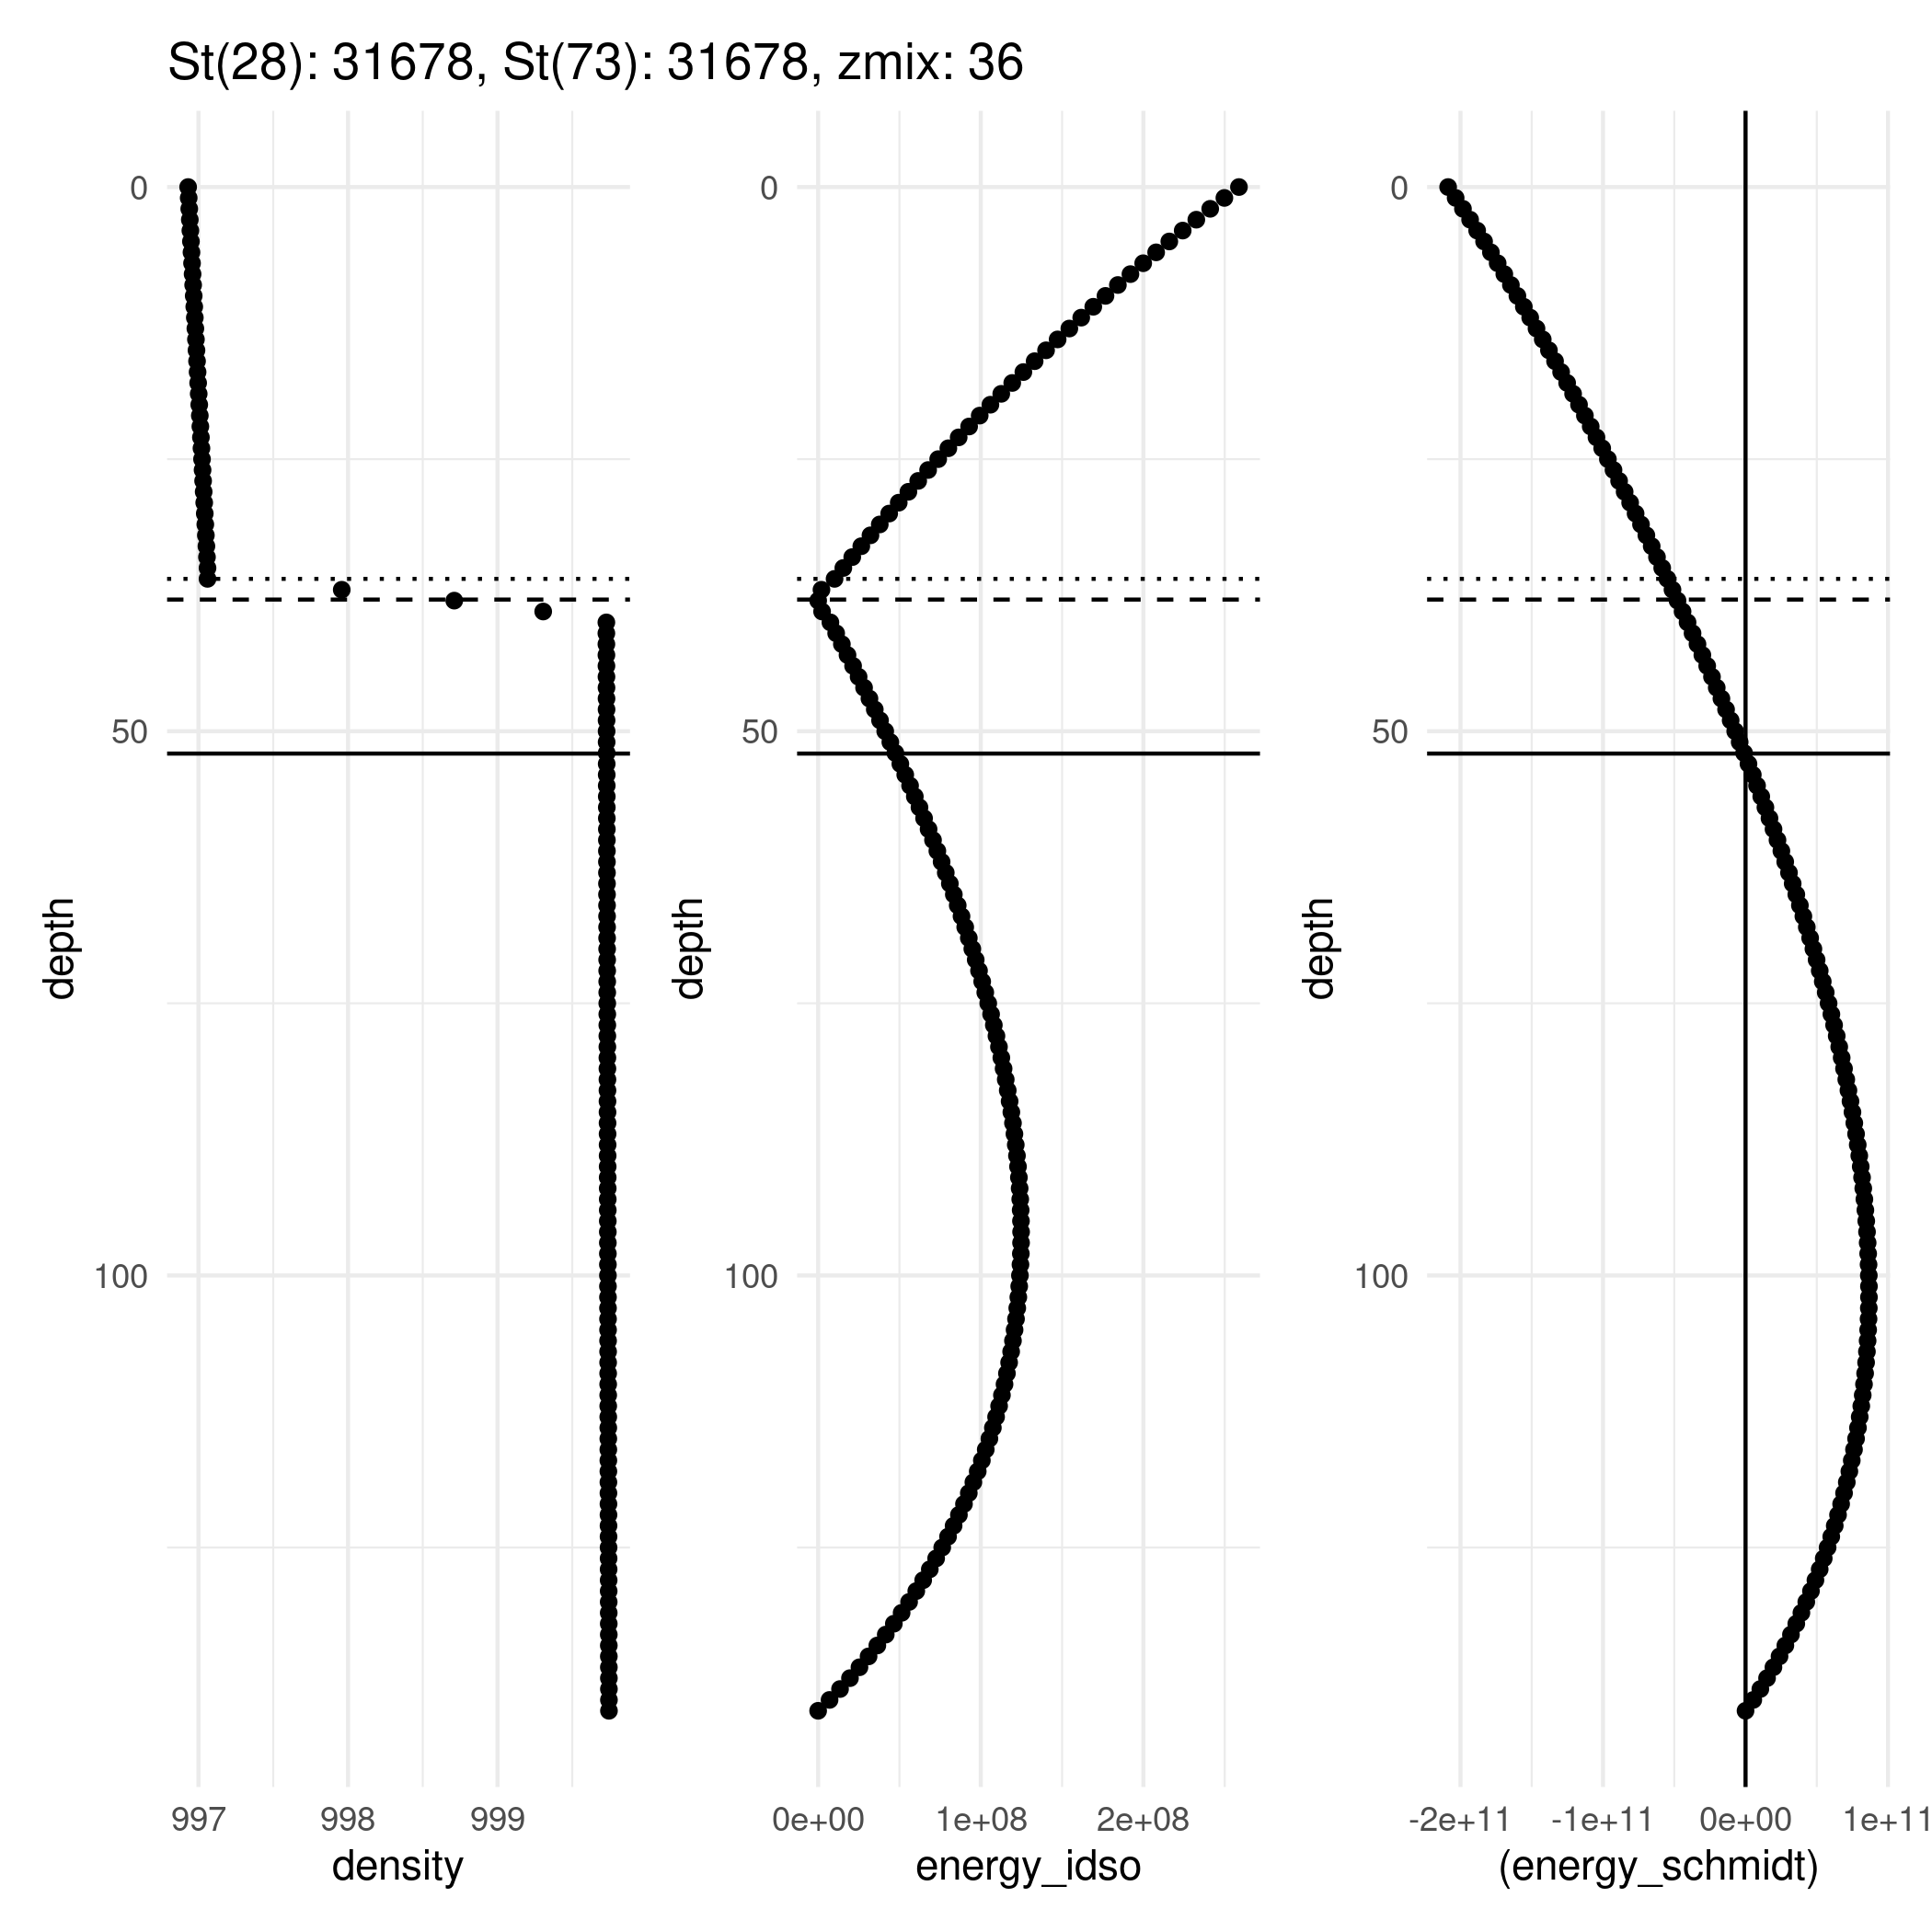 St(28): 31678, St(73): 31678, zmix: 36
0
50
100
depth
997
998
999
density
0
50
100
depth
0e+00
1e+08
2e+08
energy_idso
0
50
100
depth
-2e+11
-1e+11
0e+00
1e+11
(energy_schmidt)